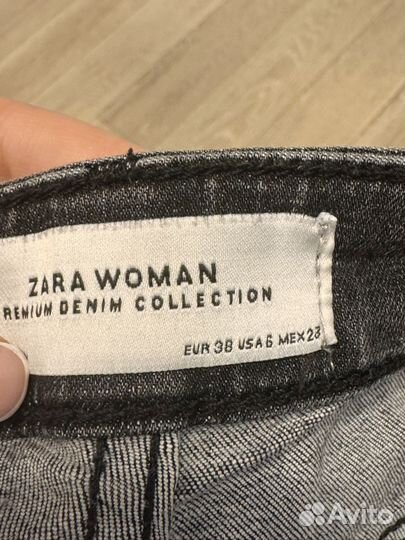 ZARA WOMAN
REMIUM DENIM COLLECTION
EUR 38 USA 6 MEX 28
Avito